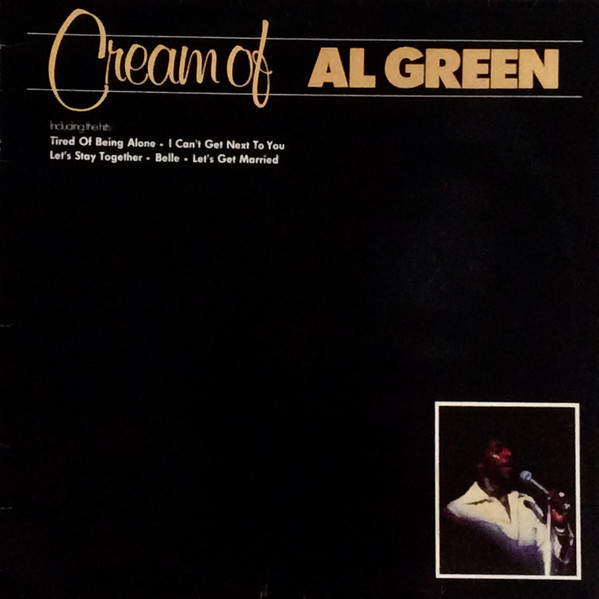 Cream of AL GREEN
Including the hits
Tired Of Being Alone • I Can't Get Next To You
Let's Stay Together • Belle • Let's Get Married